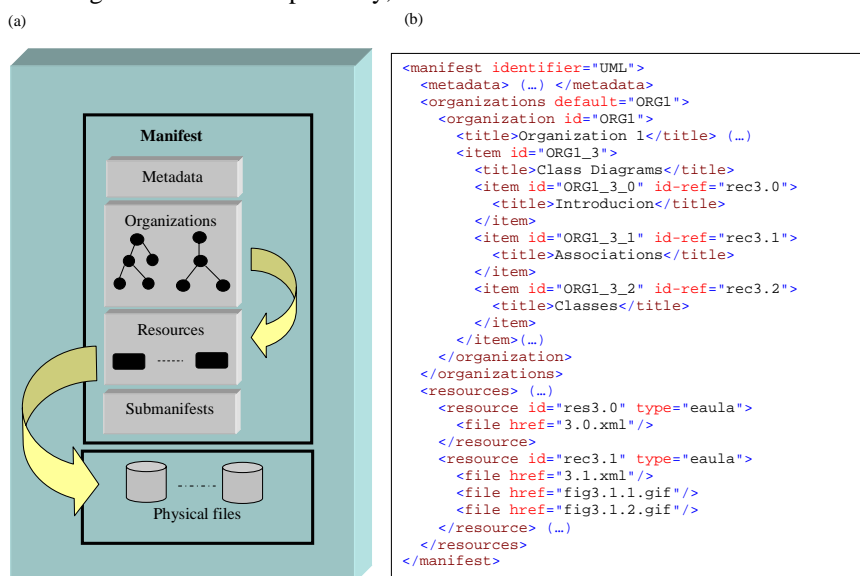 (a)
(b)
Manifest
Metadata
Organizations
Resources
Submanifests
Physical files
<manifest identifier="UML">
<metadata> (…) </metadata>
<organizations default="ORG1">
<organization id="ORG1">
<title>Organization 1</title> (…)
<item id="ORG1_3">
<title>Class Diagrams</title>
<item id="ORG1_3_0" id-ref="rec3.0">
<title>Introducion</title>
</item>
<item id="ORG1_3_1" id-ref="rec3.1">
<title>Associations</title>
</item>
<item id="ORG1_3_2" id-ref="rec3.2">
<title>Classes</title>
</item>
</item>(…)
</organization>
</organizations>
<resources> (…)
<resource id="res3.0" type="eaula">
<file href="3.0.xml"/>
</resource>
<resource id="rec3.1" type="eaula">
<file href="3.1.xml"/>
<file href="fig3.1.1.gif"/>
<file href="fig3.1.2.gif"/>
</resource> (…)
</resources>
</manifest>